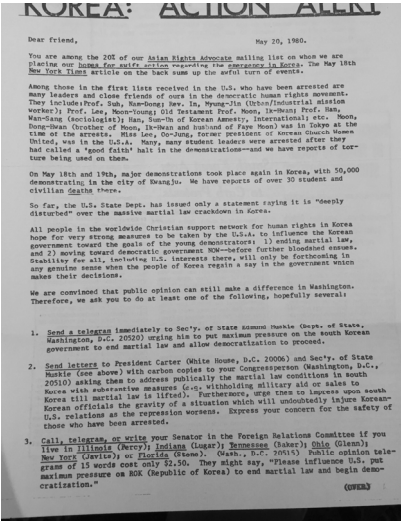 KOREA: ACTION ALERT
Dear friend,
May 20, 1980.
You are among the 20% of our Asian Rights Advocate mailing list on whom we are
placing our hopes for swift action regarding the emergency in Korea. The May 18th
New York Times article on the back sums up the awful turn of events.
Among those in the first lists received in the U.S. who have been arrested are
many leaders and close friends of ours in the democratic human rights movement.
They include: Prof. Suh, Nam-Dong; Rev. In, Myung-Jin (Urban/Industrial mission
worker); Prof. Lee, Moon-Young; Old Testament Prof. Moon, Ik-Hwan; Prof. Han,
Wan-Sang (sociologist); Han, Sun-Uh of Korean Amnesty, International; etc. Moon,
Dong-Hwan (brother of Moon, Ik-Hwan and husband of Faye Moon) was in Tokyo at the
time of the arrests. Miss Lee, Oo-Jung, former president of Korean Church Women
United, was in the U.S.A. Many, many student leaders were arrested after they
had called a 'good faith' halt in the demonstrations--and we have reports of tor-
ture being used on them.
On May 18th and 19th, major demonstrations took place again in Korea, with 50,000
demonstrating in the city of Kwangju. We have reports of over 30 student and
civilian deaths there.
So far, the U.S. State Dept. has issued only a statement saying it is "deeply
disturbed" over the massive martial law crackdown in Korea.
All people in the worldwide Christian support network for human rights in Korea
hope for very strong measures to be taken by the U.S.A. to influence the Korean
government toward the goals of the young demonstrators: 1) ending martial law,
and 2) moving toward democratic government NOW--before further bloodshed ensues.
Stability for all, including U.S. interests there, will only be forthcoming in
any genuine sense when the people of Korea regain a say in the government which
makes their decisions.
We are convinced that public opinion can still make a difference in Washington.
Therefore, we ask you to do at least one of the following, hopefully several:
1. Send a telegram immediately to Sec'y. of State Edmund Muskie (Dept. of State,
Washington, D.C. 20520) urging him to put maximum pressure on the south Korean
government to end martial law and allow democratization to proceed.
2. Send letters to President Carter (White House, D.C. 20006) and Sec'y. of State
Muskie (see above) with carbon copies to your Congressperson (Washington, D.C.,
20510) asking them to address publically the martial law conditions in south
Korea with substantive measures (e.g. withholding military aid or sales to
Korea till martial law is lifted). Furthermore, urge them to impress upon south
Korean officials the gravity of a situation which will undoubtedly injure Korean-
U.S. relations as the repression worsens. Express your concern for the safety of
those who have been arrested.
3. Call, telegram, or write your Senator in the Foreign Relations Committee if you
live in Illinois (Percy); Indiana (Lugar); Tennessee (Baker); Ohio (Glenn);
New York (Javits); or Florida (Stone). (Wash., D.C. 20515) Public opinion tele-
grams of 15 words cost only $2.50. They might say, "Please influence U.S. put
maximum pressure on ROK (Republic of Korea) to end martial law and begin demo-
cratization."
(OVER)